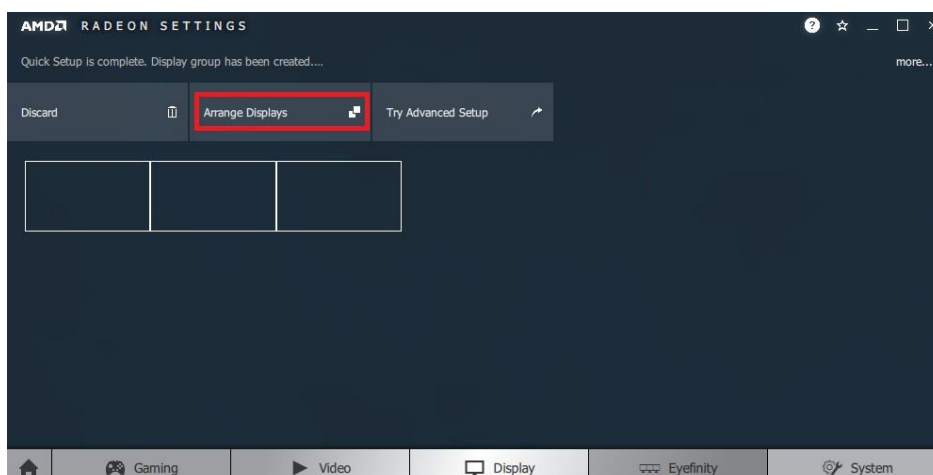 AMD RADEON SETTINGS
Quick Setup is complete. Display group has been created....
more...
Discard
Arrange Displays
Try Advanced Setup
Gaming
Video
Display
Eyefinity
System